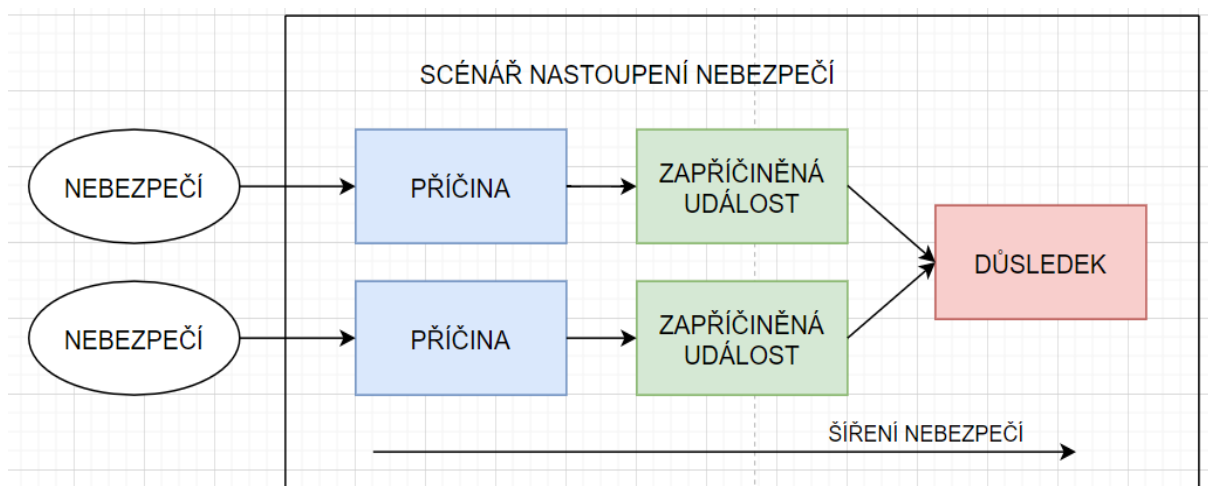 SCÉNÁŘ NASTOUPENÍ NEBEZPEČÍ
NEBEZPEČÍ
PŘÍČINA
ZAPŘÍČINĚNÁ
UDÁLOST
DŮSLEDEK
NEBEZPEČÍ
PŘÍČINA
ZAPŘÍČINĚNÁ
UDÁLOST
ŠÍŘENÍ NEBEZPEČÍ